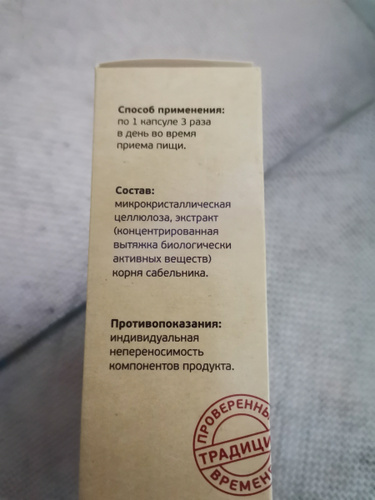 Способ применения:
по 1 капсуле 3 раза
в день во время
приема пищи.
Состав:
микрокристаллическая
целлюлоза, экстракт
(концентрированная
вытяжка биологически
активных веществ)
корня сабельника.
Противопоказания:
индивидуальная
непереносимость
компонентов продукта.
ПРОВЕРЕННЫ
ТРАДИЦИ
ВРЕМЕНЕ